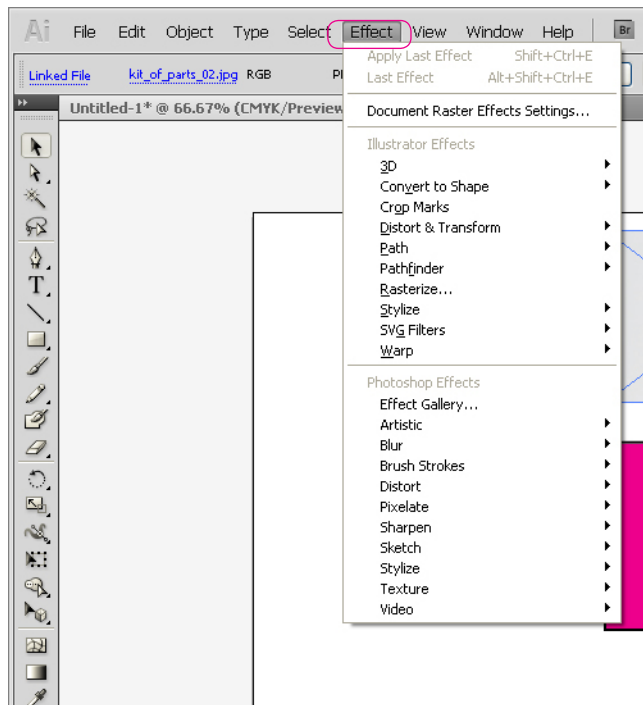 Ai File Edit Object Type Select Effect View Window Help Br
Linked File kit_of_parts_02.jpg RGB
Untitled-1* @ 66.67% (CMYK/Preview
Apply Last Effect Shift+Ctrl+E
Last Effect Alt+Shift+Ctrl+E
Document Raster Effects Settings...
Illustrator Effects
3D
Convert to Shape
Crop Marks
Distort & Transform
Path
Pathfinder
Rasterize...
Stylize
SVG Filters
Warp
Photoshop Effects
Effect Gallery...
Artistic
Blur
Brush Strokes
Distort
Pixelate
Sharpen
Sketch
Stylize
Texture
Video
T